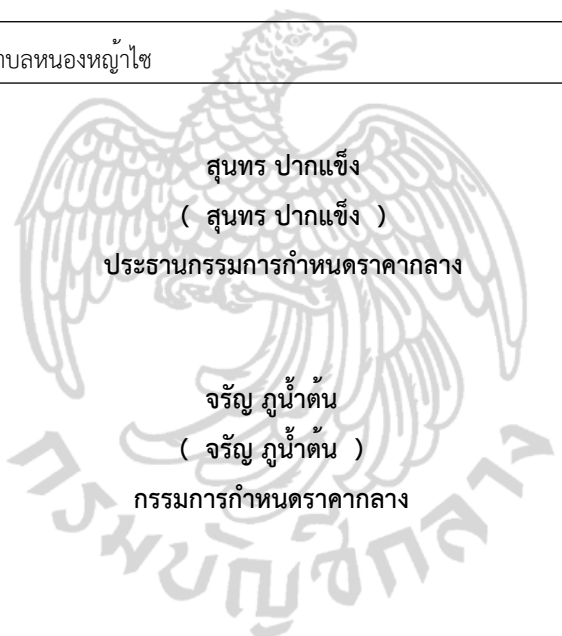 บลหนองหญ้าไซ
สุนทร ปากแข็ง
( สุนทร ปากแข็ง )
ประธานกรรมการกำหนดราคากลาง
จรัญ ภูน้ำต้น
( จรัญ ภูน้ำต้น )
กรรมการกำหนดราคากลาง
กรมบัญชีกลาง